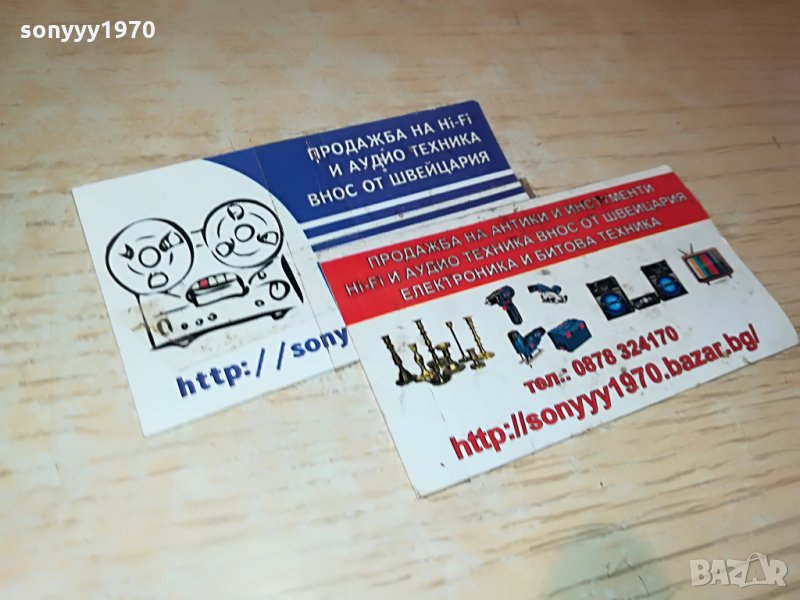 sonyyy1970
ПРОДАЖБА НА Hi-Fi
И АУДИО ТЕХНИКА
ВНОС ОТ ШВЕЙЦАРИЯ
http://sony
ПРОДАЖБА НА АНТИКИ И ИНСТРУМЕНТИ
Hi-Fi И АУДИО ТЕХНИКА ВНОС ОТ ШВЕЙЦАРИЯ
ЕЛЕКТРОНИКА И БИТОВА ТЕХНИКА
тел.: 0878 324170
http://sonyyy1970.bazar.bg/
BAZAR